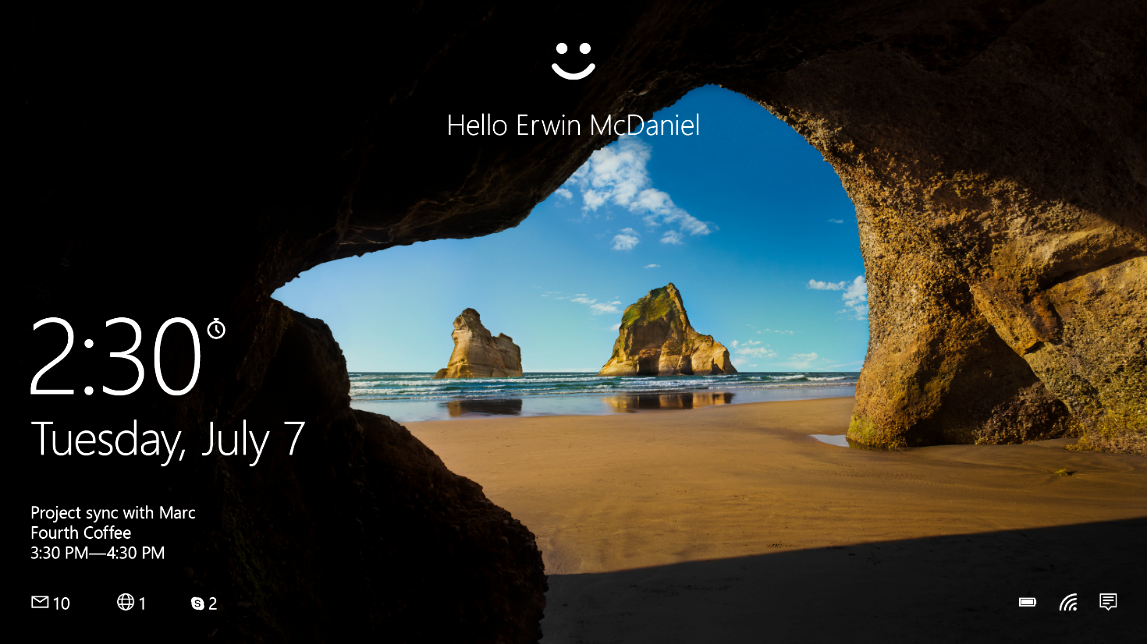 Hello Erwin McDaniel
2:30
Tuesday, July 7
Project sync with Marc
Fourth Coffee
3:30 PM—4:30 PM
10 1 2